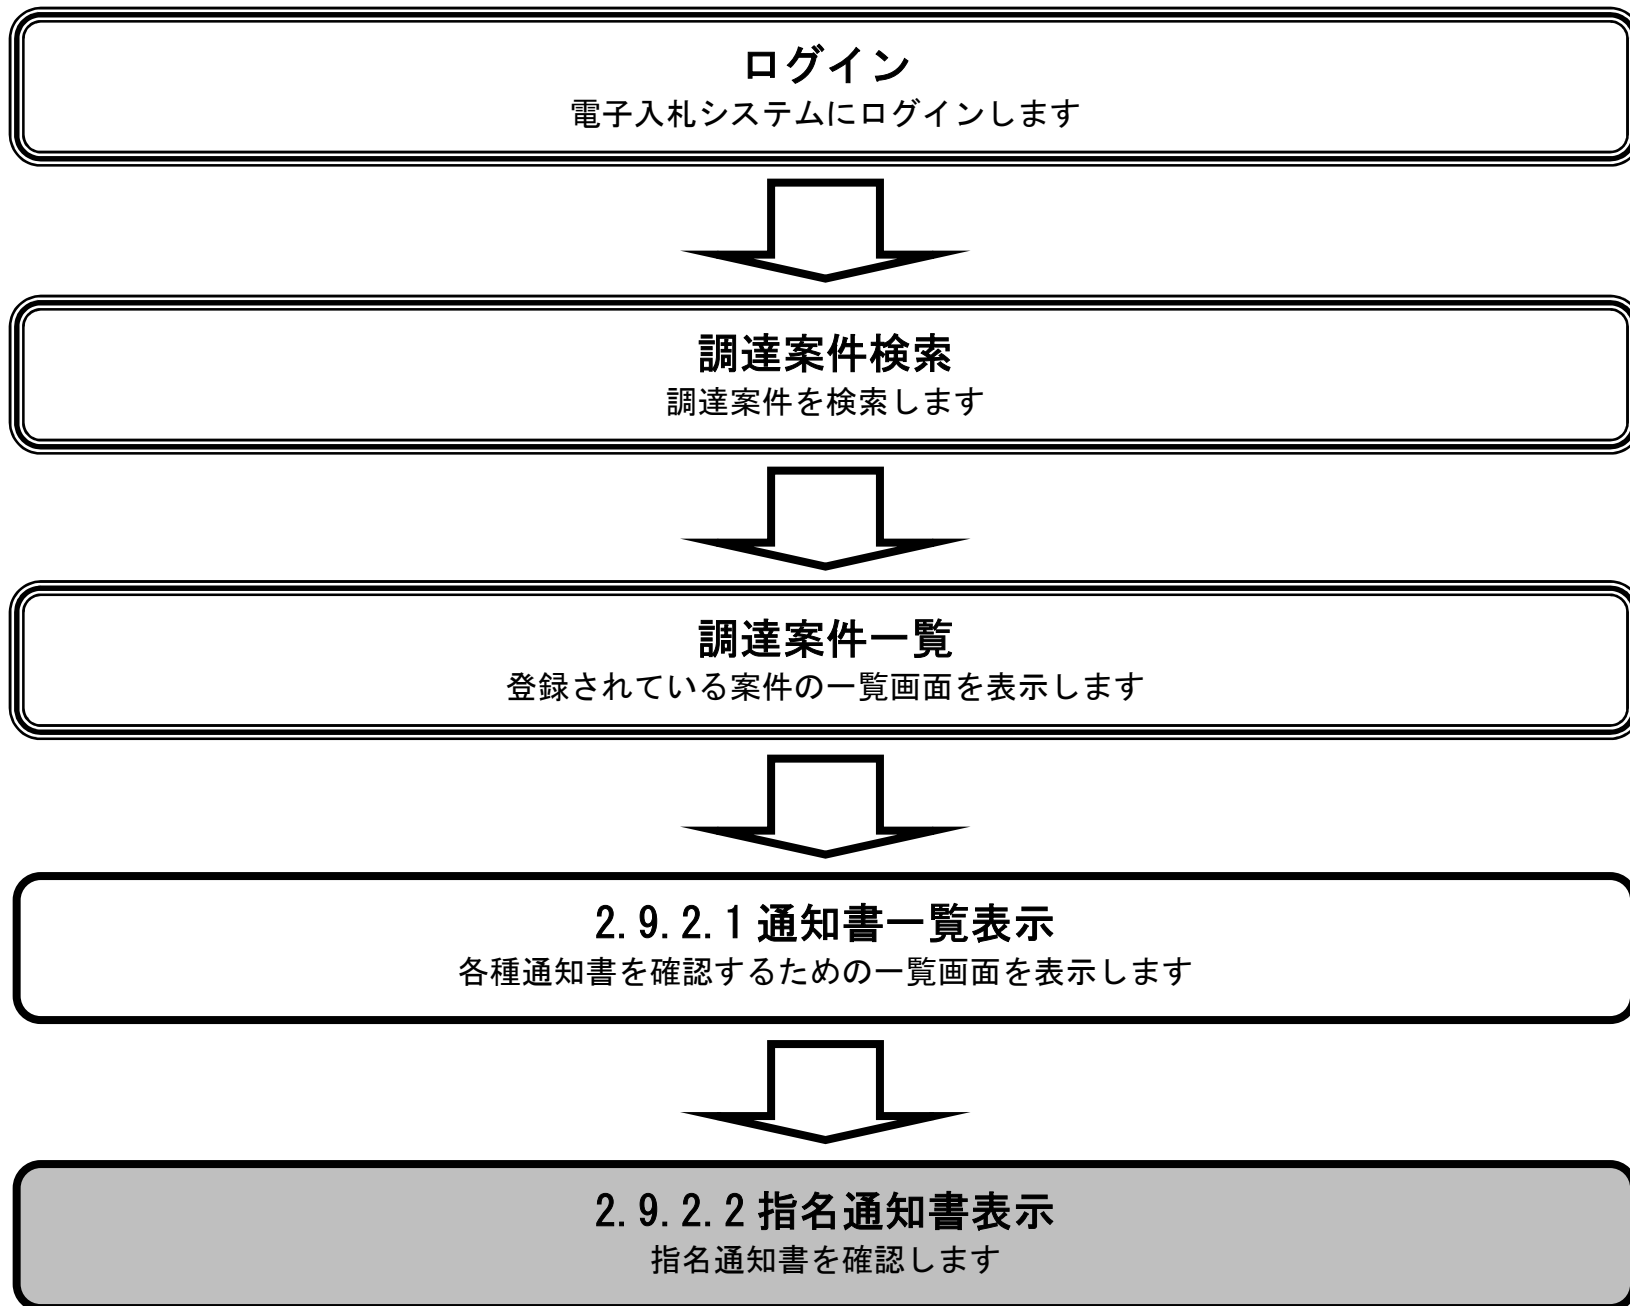 ログイン
電子入札システムにログインします
調達案件検索
調達案件を検索します
調達案件一覧
登録されている案件の一覧画面を表示します
2.9.2.1 通知書一覧表示
各種通知書を確認するための一覧画面を表示します
2.9.2.2 指名通知書表示
指名通知書を確認します